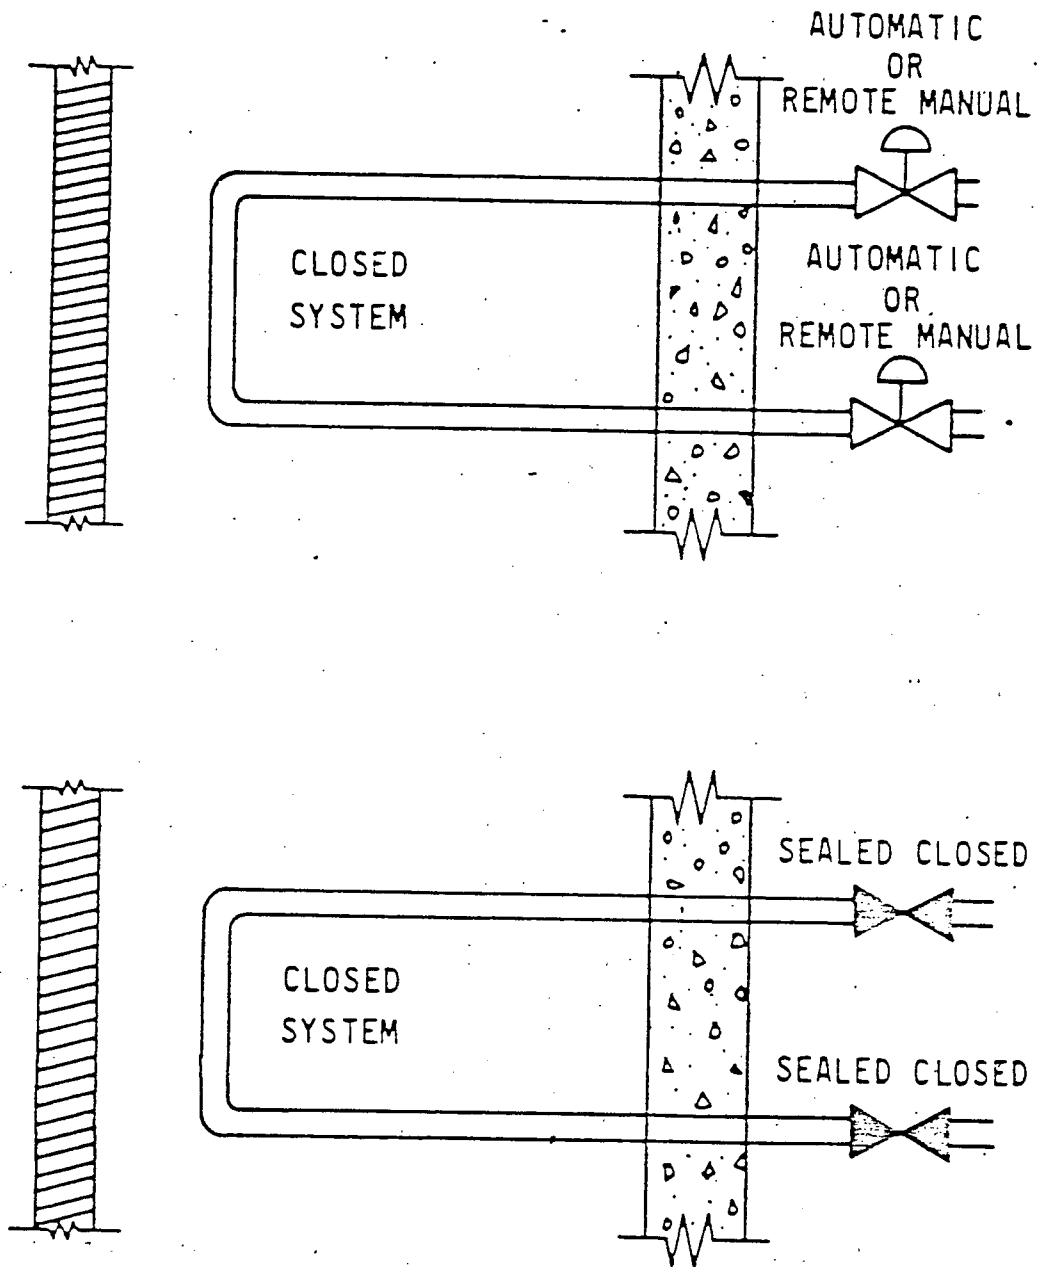 AUTOMATIC
OR
REMOTE MANUAL
CLOSED
SYSTEM
AUTOMATIC
OR
REMOTE MANUAL
SEALED CLOSED
CLOSED
SYSTEM
SEALED CLOSED